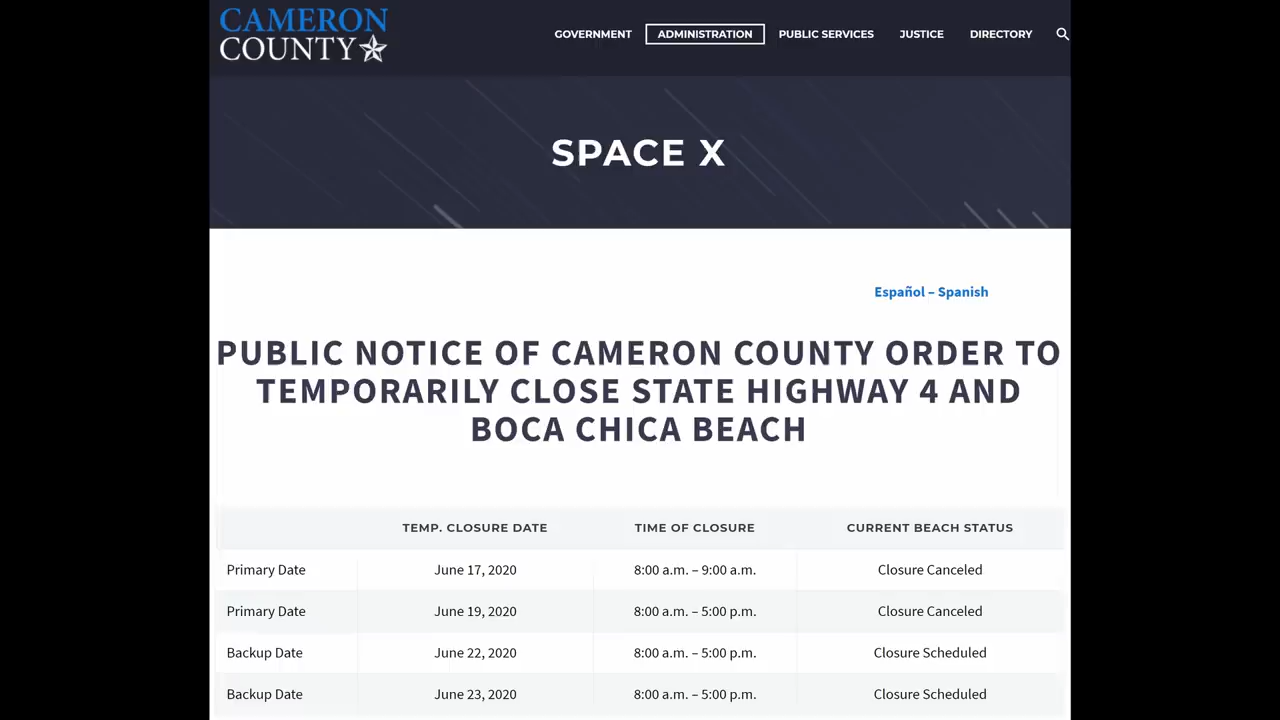 CAMERON
COUNTY
GOVERNMENT ADMINISTRATION PUBLIC SERVICES JUSTICE DIRECTORY
SPACE X
Español – Spanish
PUBLIC NOTICE OF CAMERON COUNTY ORDER TO
TEMPORARILY CLOSE STATE HIGHWAY 4 AND
BOCA CHICA BEACH
TEMP. CLOSURE DATE TIME OF CLOSURE CURRENT BEACH STATUS
Primary Date June 17, 2020 8:00 a.m. – 9:00 a.m. Closure Canceled
Primary Date June 19, 2020 8:00 a.m. – 5:00 p.m. Closure Canceled
Backup Date June 22, 2020 8:00 a.m. – 5:00 p.m. Closure Scheduled
Backup Date June 23, 2020 8:00 a.m. – 5:00 p.m. Closure Scheduled